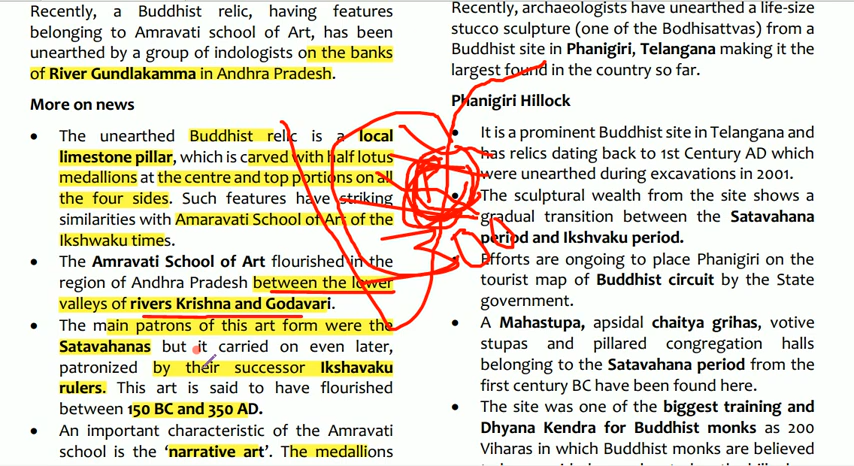 Recently, a Buddhist relic, having features
belonging to Amravati school of Art, has been
unearthed by a group of indologists on the banks
of River Gundlakamma in Andhra Pradesh.
More on news
• The unearthed Buddhist relic is a local
limestone pillar, which is carved with half lotus
medallions at the centre and top portions on all
the four sides. Such features have striking
similarities with Amaravati School of Art of the
Ikshwaku times.
• The Amravati School of Art flourished in the
region of Andhra Pradesh between the lower
valleys of rivers Krishna and Godavari.
• The main patrons of this art form were the
Satavahanas but it carried on even later,
patronized by their successor Ikshavaku
rulers. This art is said to have flourished
between 150 BC and 350 AD.
• An important characteristic of the Amravati
school is the ‘narrative art’. The medallions
Recently, archaeologists have unearthed a life-size
stucco sculpture (one of the Bodhisattvas) from a
Buddhist site in Phanigiri, Telangana making it the
largest found in the country so far.
Phanigiri Hillock
• It is a prominent Buddhist site in Telangana and
has relics dating back to 1st Century AD which
were unearthed during excavations in 2001.
• The sculptural wealth from the site shows a
gradual transition between the Satavahana
period and Ikshvaku period.
• Efforts are ongoing to place Phanigiri on the
tourist map of Buddhist circuit by the State
government.
• A Mahastupa, apsidal chaitya grihas, votive
stupas and pillared congregation halls
belonging to the Satavahana period from the
first century BC have been found here.
• The site was one of the biggest training and
Dhyana Kendra for Buddhist monks as 200
Viharas in which Buddhist monks are believed